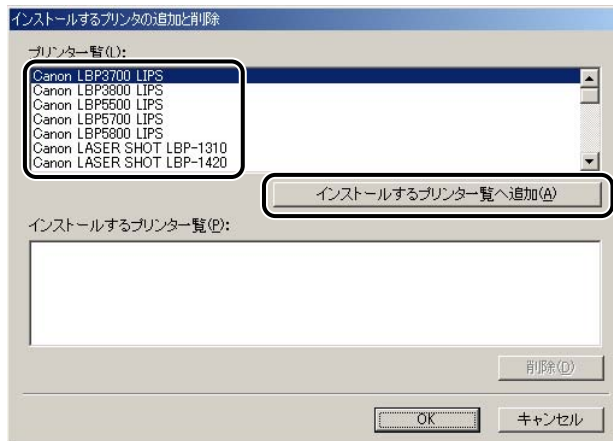 インストールするプリンタの追加と削除
プリンター覧(L):
Canon LBP3700 LIPS
Canon LBP3800 LIPS
Canon LBP5500 LIPS
Canon LBP5700 LIPS
Canon LBP5800 LIPS
Canon LASER SHOT LBP-1310
Canon LASER SHOT LBP-1420
インストールするプリンター覧へ追加(A)
インストールするプリンター覧(P):
削除(D)
OK
キャンセル